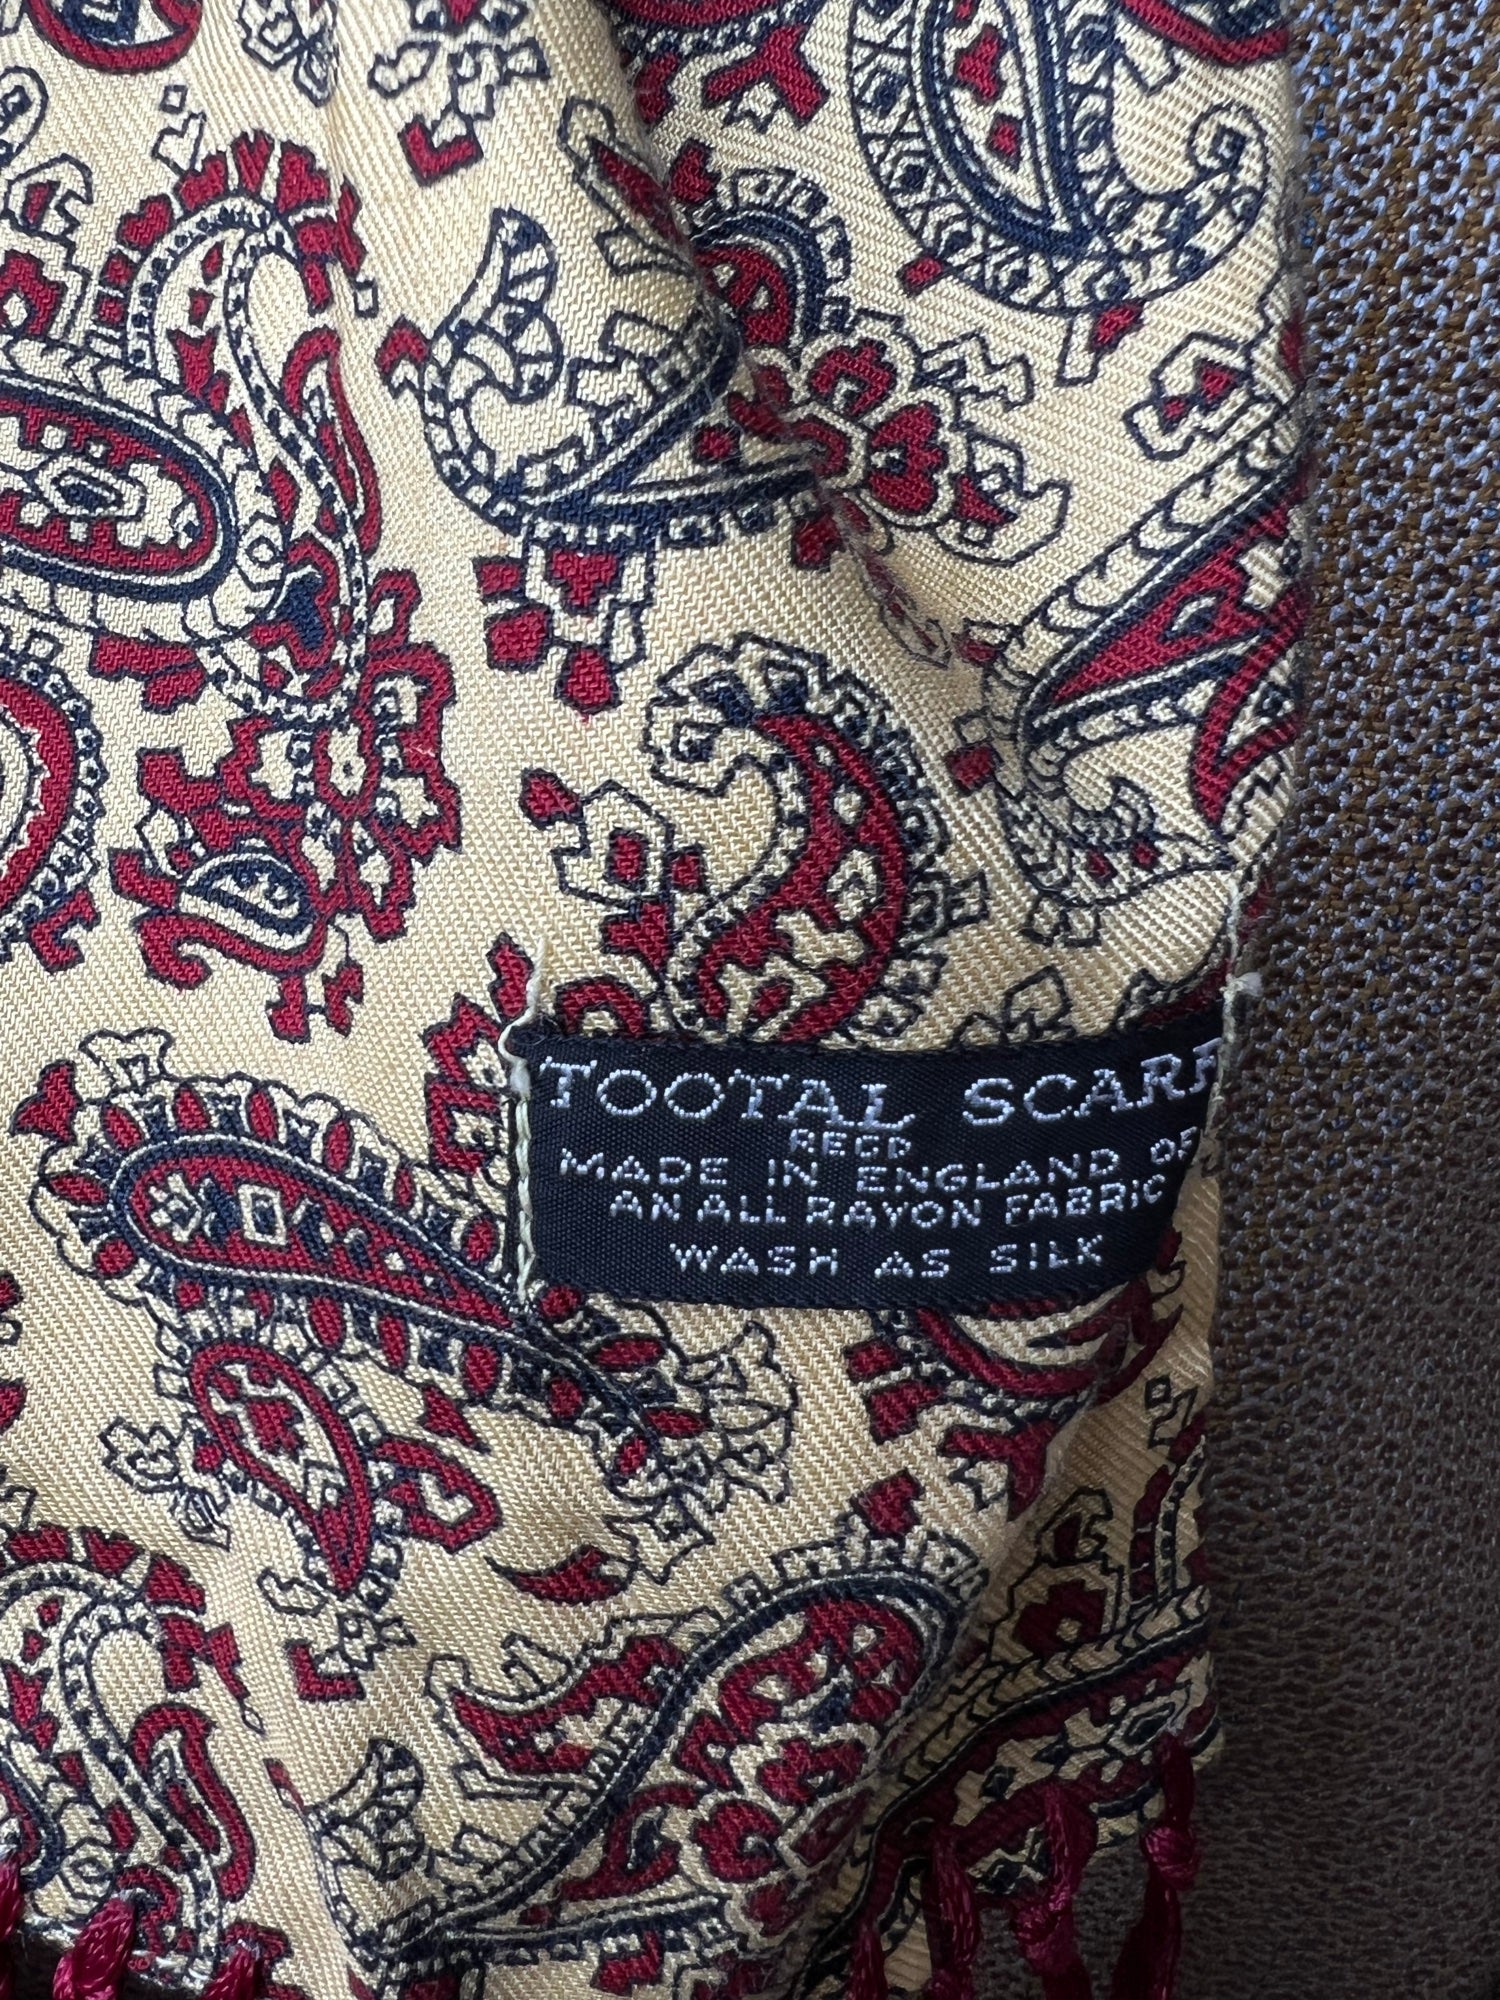 TOOTAL SCARF
REGD
MADE IN ENGLAND OF
AN ALL RAYON FABRIC
WASH AS SILK